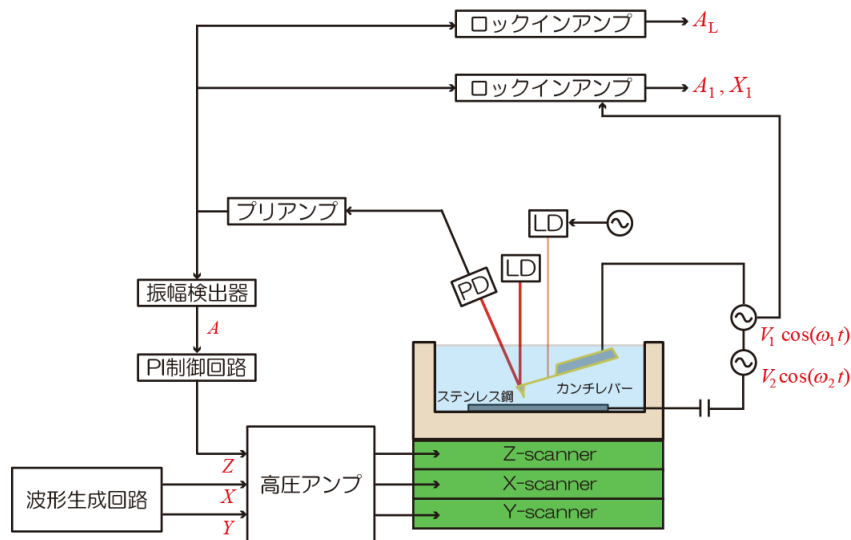 ロックインアンプ
A_L
ロックインアンプ
A_1 , X_1
プリアンプ
LD
LD
PD
振幅検出器
A
PI制御回路
V_1 cos(ω_1 t)
V_2 cos(ω_2 t)
ステンレス鋼
カンチレバー
Z
X
Y
高圧アンプ
波形生成回路
Z-scanner
X-scanner
Y-scanner